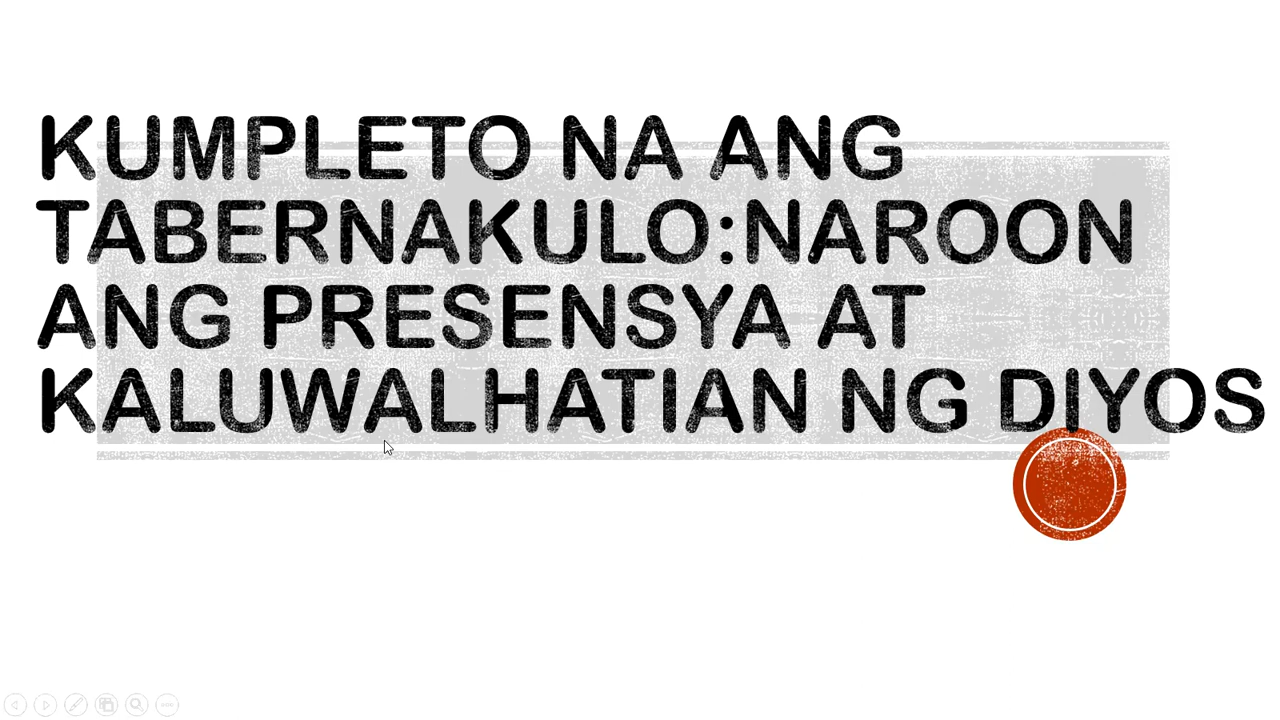 KUMPLETO NA ANG
TABERNAKULO:NAROON
ANG PRESENSYA AT
KALUWALHATIAN NG DIYOS